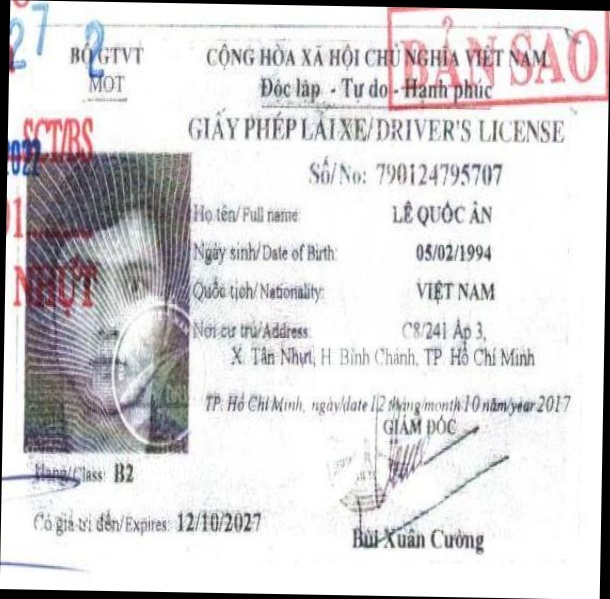 27 2
BỘ GTVT
MOT
CỘNG HÒA XÃ HỘI CHỦ NGHĨA VIỆT NAM
Độc lập - Tự do - Hạnh phúc
BẢN SAO
GIẤY PHÉP LÁI XE/DRIVER'S LICENSE
SCT/BS
Số/No: 790124795707
2022
Họ tên/Full name: LÊ QUỐC ÂN
Ngày sinh/Date of Birth: 05/02/1994
NHỰT
Quốc tịch/Nationality: VIỆT NAM
Nơi cư trú/Address: C8/241 Ấp 3,
X. Tân Nhựt, H. Bình Chánh, TP. Hồ Chí Minh
TP. Hồ Chí Minh, ngày/date 12 tháng/month 10 năm/year 2017
GIÁM ĐỐC
Hạng/Class: B2
Có giá trị đến/Expires: 12/10/2027
Bùi Xuân Cường